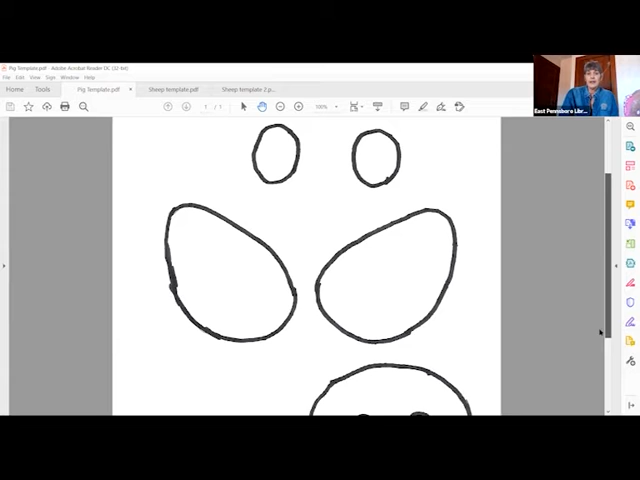 Pig Template.pdf - Adobe Acrobat Reader DC (32-bit)
File Edit View Sign Window Help
Home Tools Pig Template.pdf × Sheep template.pdf Sheep template 2.p...
1 / 1 100%
East Pennsboro Libr...